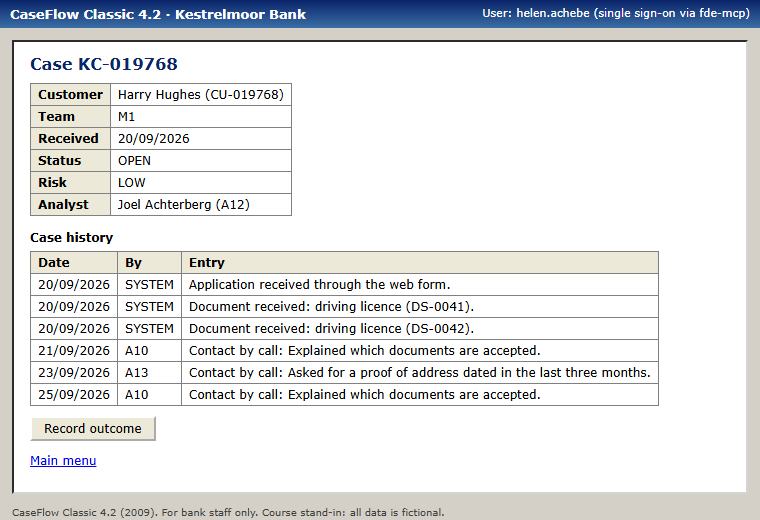 CaseFlow Classic 4.2 · Kestrelmoor Bank User: helen.achebe (single sign-on via fde-mcp)
Case KC-019768
Customer Harry Hughes (CU-019768)
Team M1
Received 20/09/2026
Status OPEN
Risk LOW
Analyst Joel Achterberg (A12)
Case history
Date By Entry
20/09/2026 SYSTEM Application received through the web form.
20/09/2026 SYSTEM Document received: driving licence (DS-0041).
20/09/2026 SYSTEM Document received: driving licence (DS-0042).
21/09/2026 A10 Contact by call: Explained which documents are accepted.
23/09/2026 A13 Contact by call: Asked for a proof of address dated in the last three months.
25/09/2026 A10 Contact by call: Explained which documents are accepted.
Record outcome
Main menu
CaseFlow Classic 4.2 (2009). For bank staff only. Course stand-in: all data is fictional.